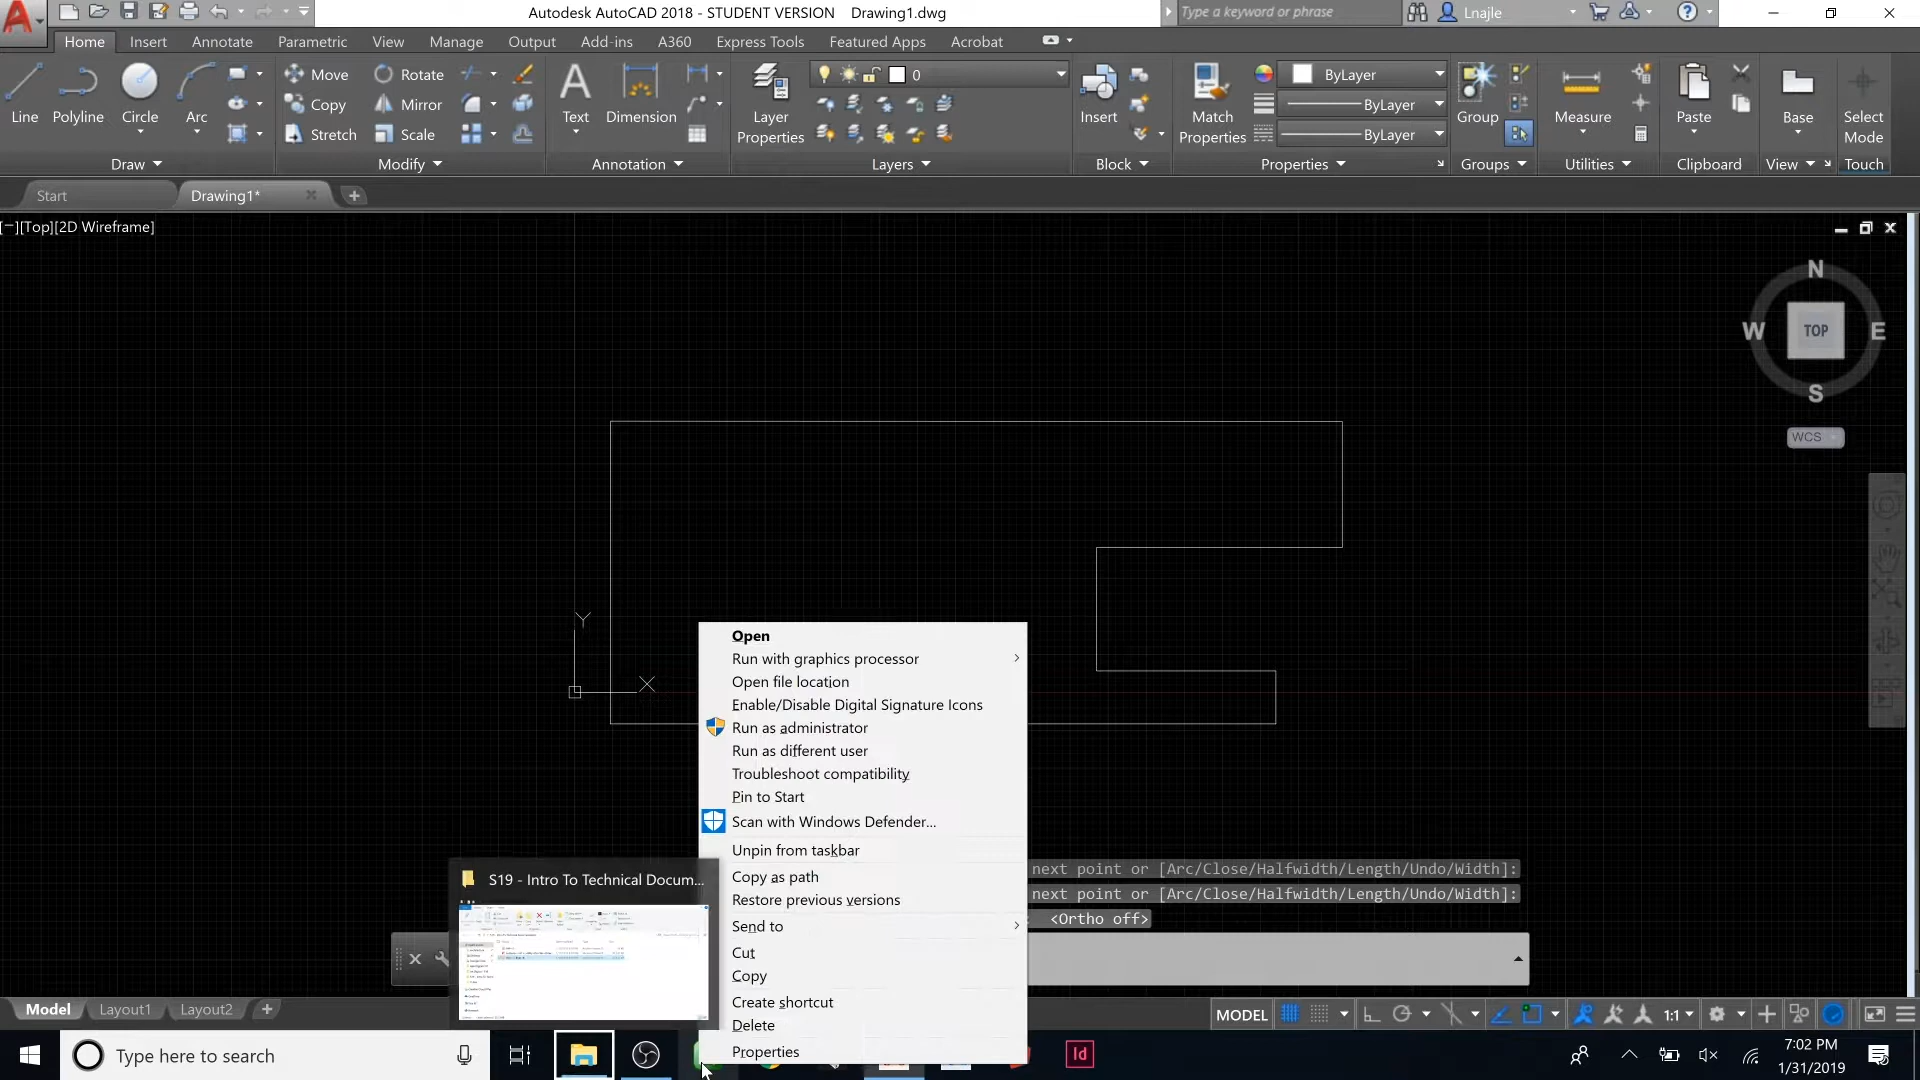 Autodesk AutoCAD 2018 - STUDENT VERSION    Drawing1.dwg
Type a keyword or phrase
Lnajle
Home Insert Annotate Parametric View Manage Output Add-ins A360 Express Tools Featured Apps Acrobat
Move Rotate
0
ByLayer
Copy Mirror
ByLayer
Line Polyline Circle Arc
Text Dimension
Layer
Properties
Insert
Match
Properties
Group
Measure
Paste
Base
Select
Mode
Stretch Scale
ByLayer
Draw Modify Annotation Layers Block Properties Groups Utilities Clipboard View Touch
Start Drawing1*
[−][Top][2D Wireframe]
N
W TOP E
S
WCS
Y
X
Open
Run with graphics processor
Open file location
Enable/Disable Digital Signature Icons
Run as administrator
Run as different user
Troubleshoot compatibility
Pin to Start
Scan with Windows Defender...
Unpin from taskbar
Copy as path
Restore previous versions
Send to
Cut
Copy
Create shortcut
Delete
Properties
S19 - Intro To Technical Docum...
next point or [Arc/Close/Halfwidth/Length/Undo/Width]:
next point or [Arc/Close/Halfwidth/Length/Undo/Width]:
<Ortho off>
Model Layout1 Layout2
MODEL
1:1
Type here to search
Id
7:02 PM
1/31/2019